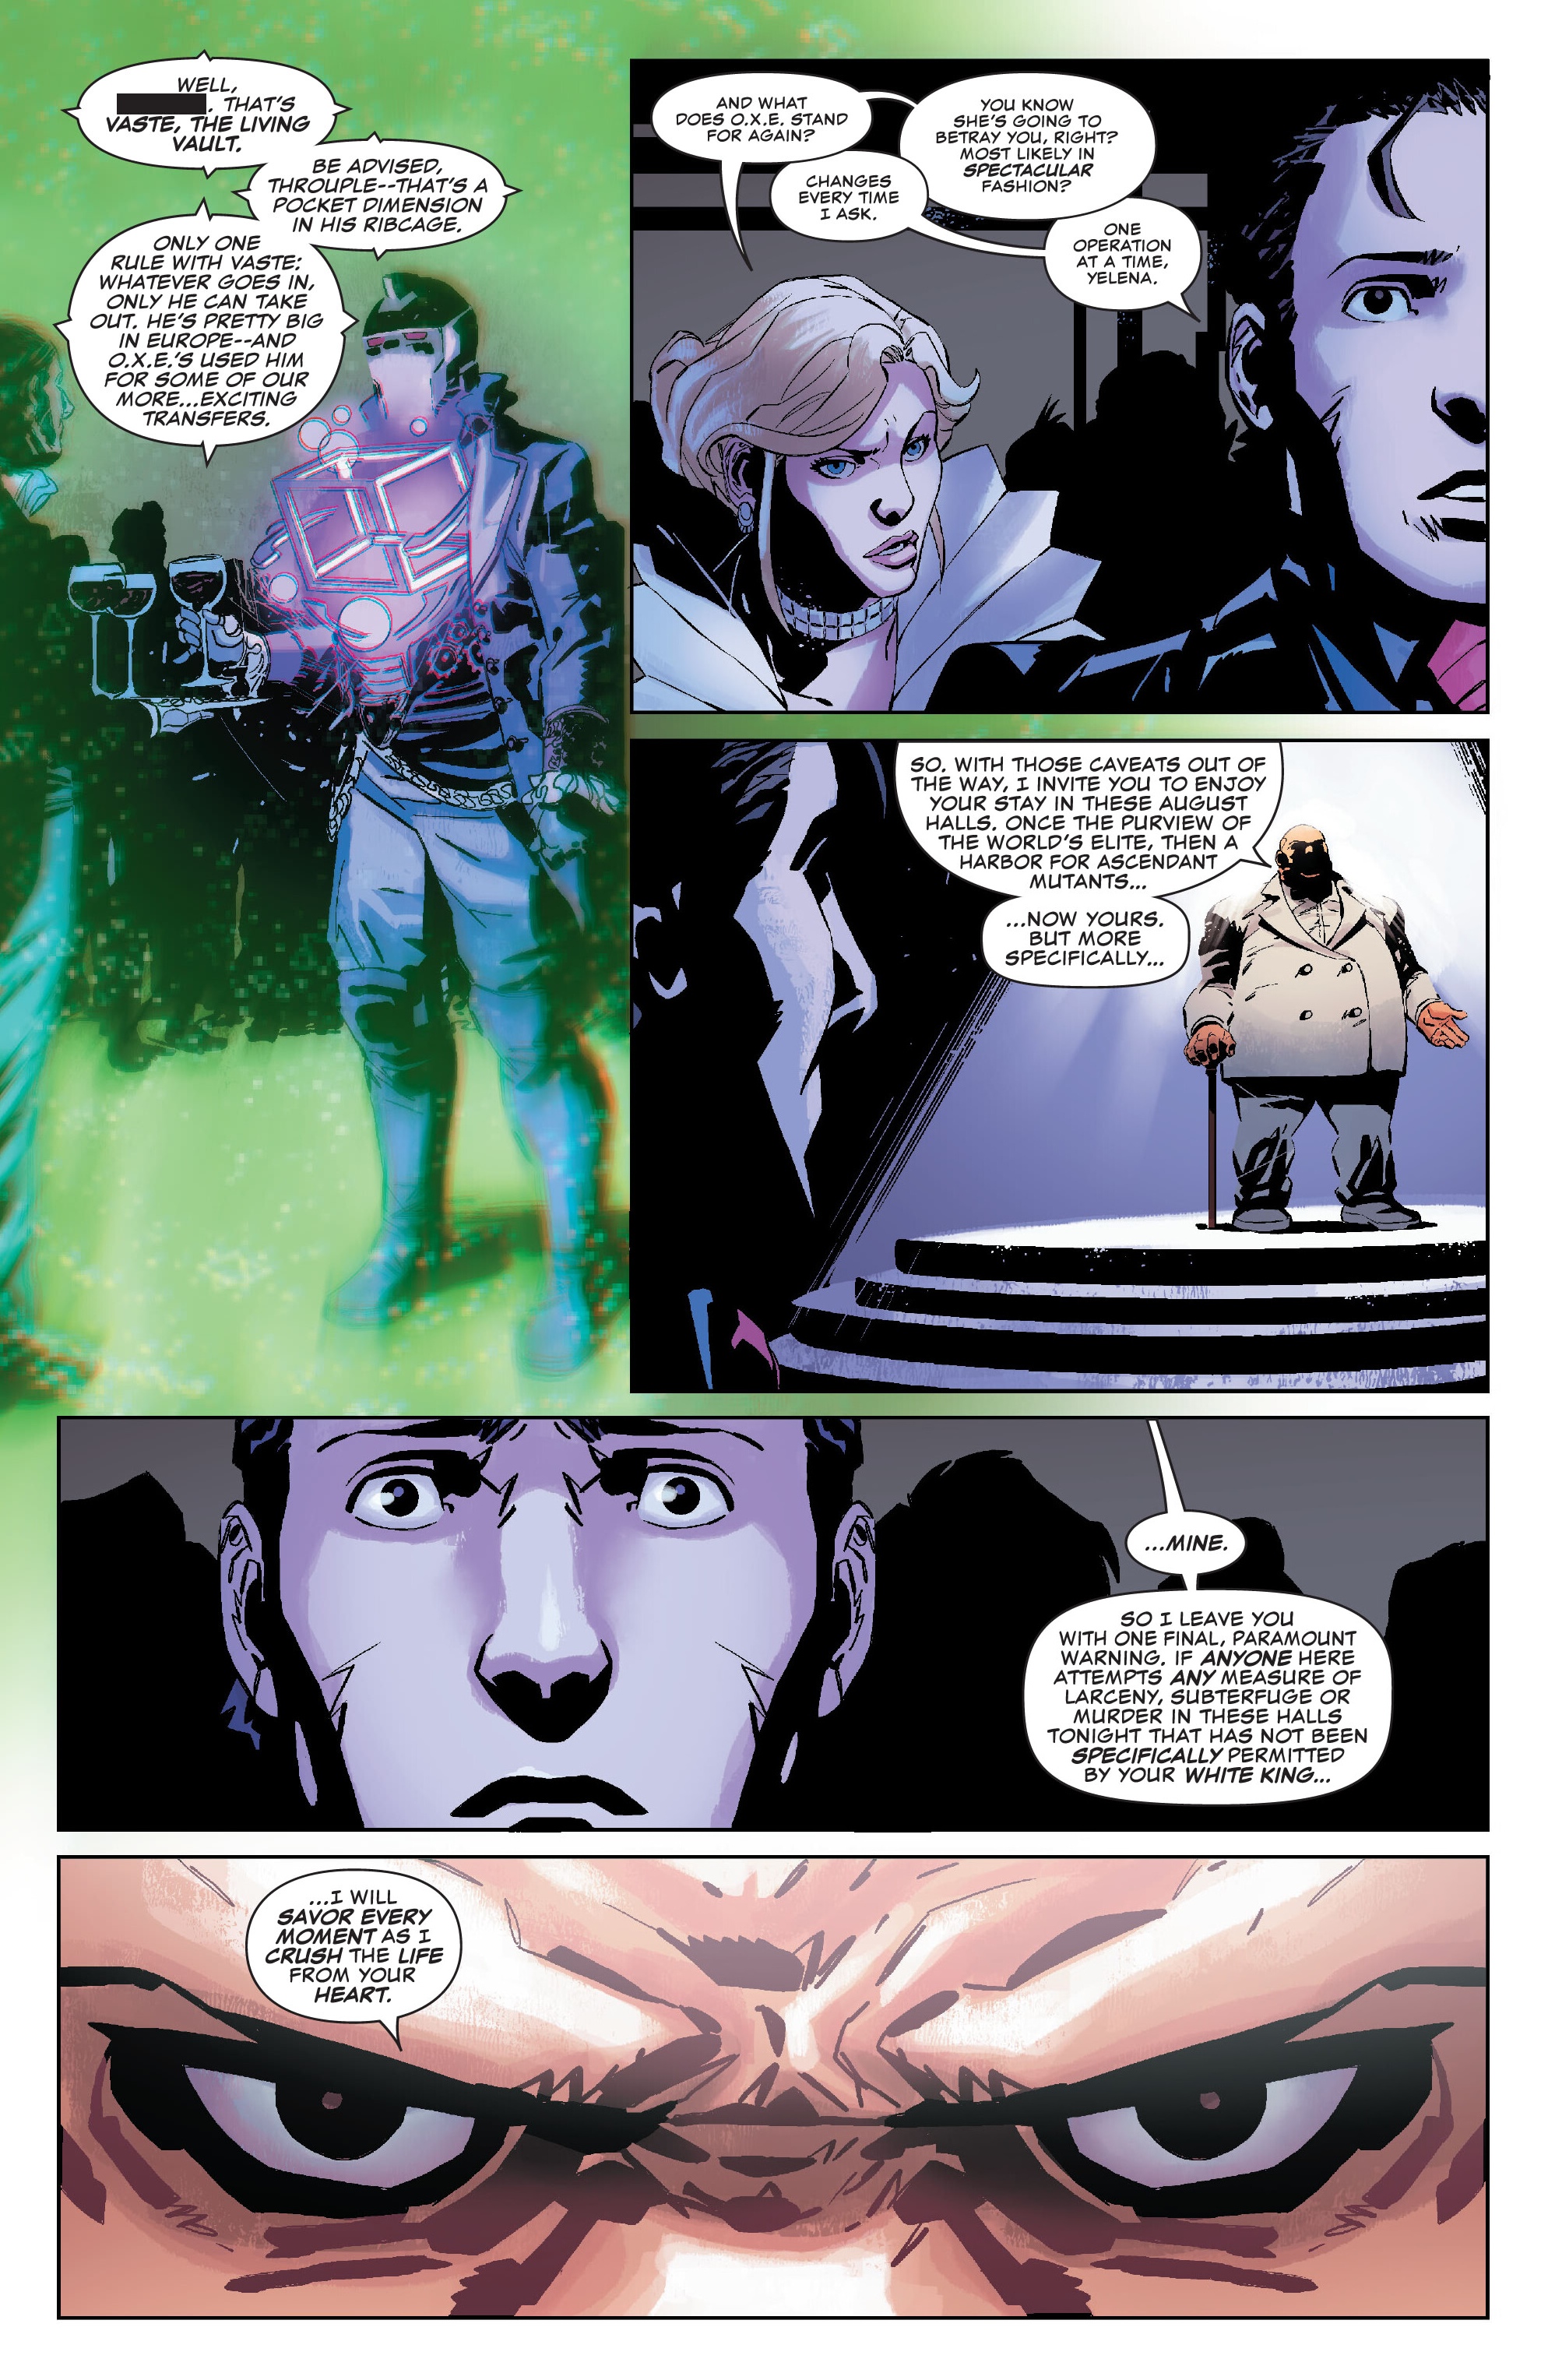 WELL,
. THAT'S
VASTE, THE LIVING
VAULT.
BE ADVISED,
THROUPLE--THAT'S A
POCKET DIMENSION
IN HIS RIBCAGE.
ONLY ONE
RULE WITH VASTE:
WHATEVER GOES IN,
ONLY HE CAN TAKE
OUT. HE'S PRETTY BIG
IN EUROPE--AND
O.X.E.'S USED HIM
FOR SOME OF OUR
MORE...EXCITING
TRANSFERS.
AND WHAT
DOES O.X.E. STAND
FOR AGAIN?
CHANGES
EVERY TIME
I ASK.
YOU KNOW
SHE'S GOING TO
BETRAY YOU, RIGHT?
MOST LIKELY IN
SPECTACULAR
FASHION?
ONE
OPERATION
AT A TIME,
YELENA.
SO. WITH THOSE CAVEATS OUT OF
THE WAY, I INVITE YOU TO ENJOY
YOUR STAY IN THESE AUGUST
HALLS. ONCE THE PURVIEW OF
THE WORLD'S ELITE, THEN A
HARBOR FOR ASCENDANT
MUTANTS...
...NOW YOURS.
BUT MORE
SPECIFICALLY...
...MINE.
SO I LEAVE YOU
WITH ONE FINAL, PARAMOUNT
WARNING. IF ANYONE HERE
ATTEMPTS ANY MEASURE OF
LARCENY, SUBTERFUGE OR
MURDER IN THESE HALLS
TONIGHT THAT HAS NOT BEEN
SPECIFICALLY PERMITTED
BY YOUR WHITE KING...
...I WILL
SAVOR EVERY
MOMENT AS I
CRUSH THE LIFE
FROM YOUR
HEART.